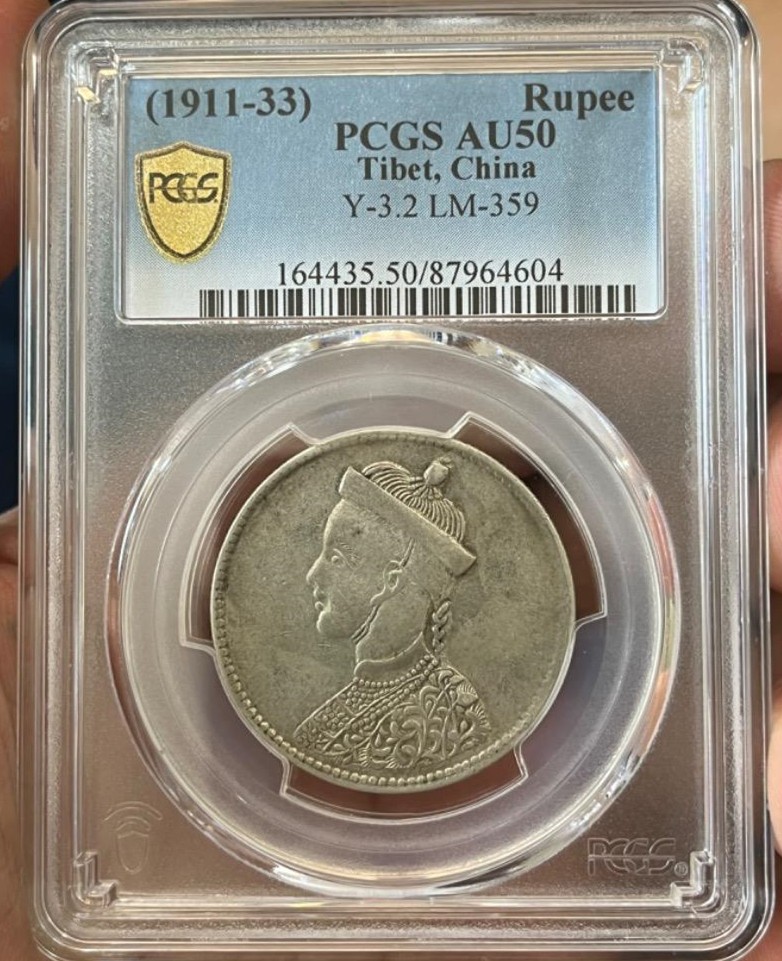 (1911-33) Rupee
PCGS AU50
Tibet, China
PCGS
Y-3.2 LM-359
164435.50/87964604
PCGS®